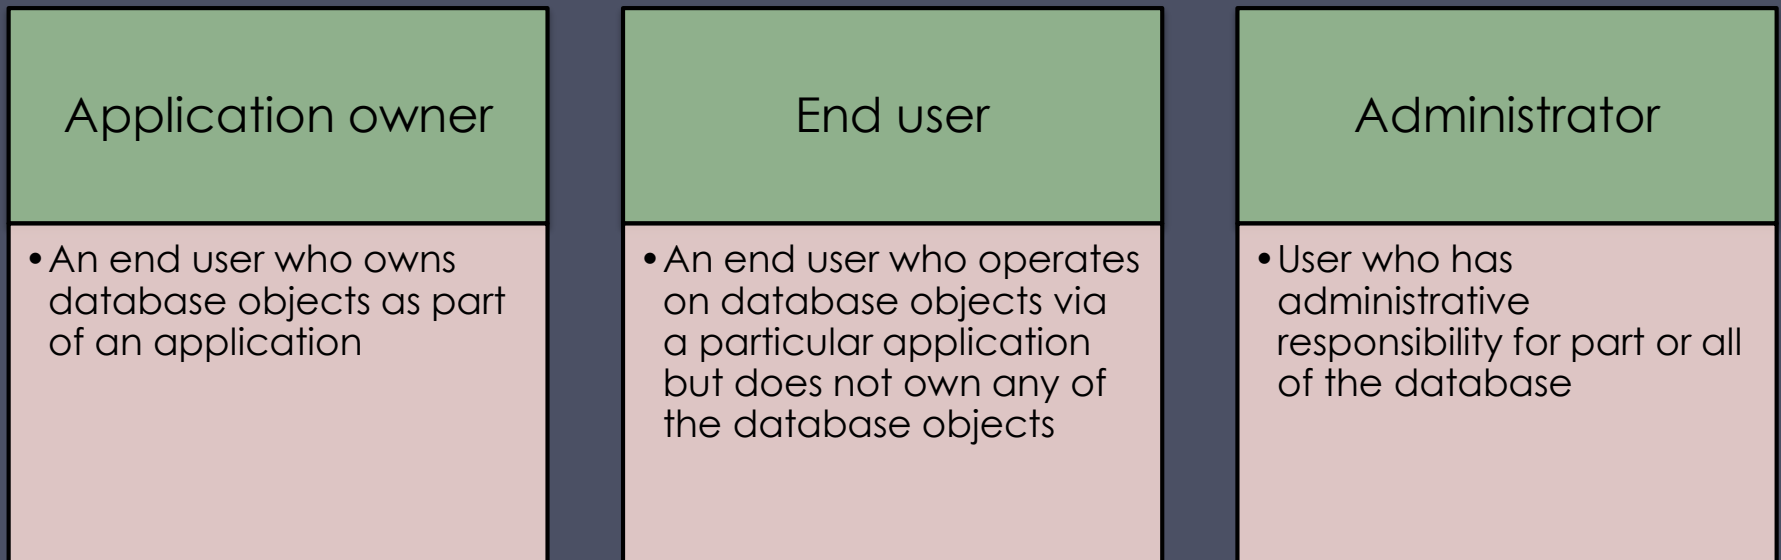 Application owner
•An end user who owns
database objects as part
of an application
End user
•An end user who operates
on database objects via
a particular application
but does not own any of
the database objects
Administrator
•User who has
administrative
responsibility for part or all
of the database